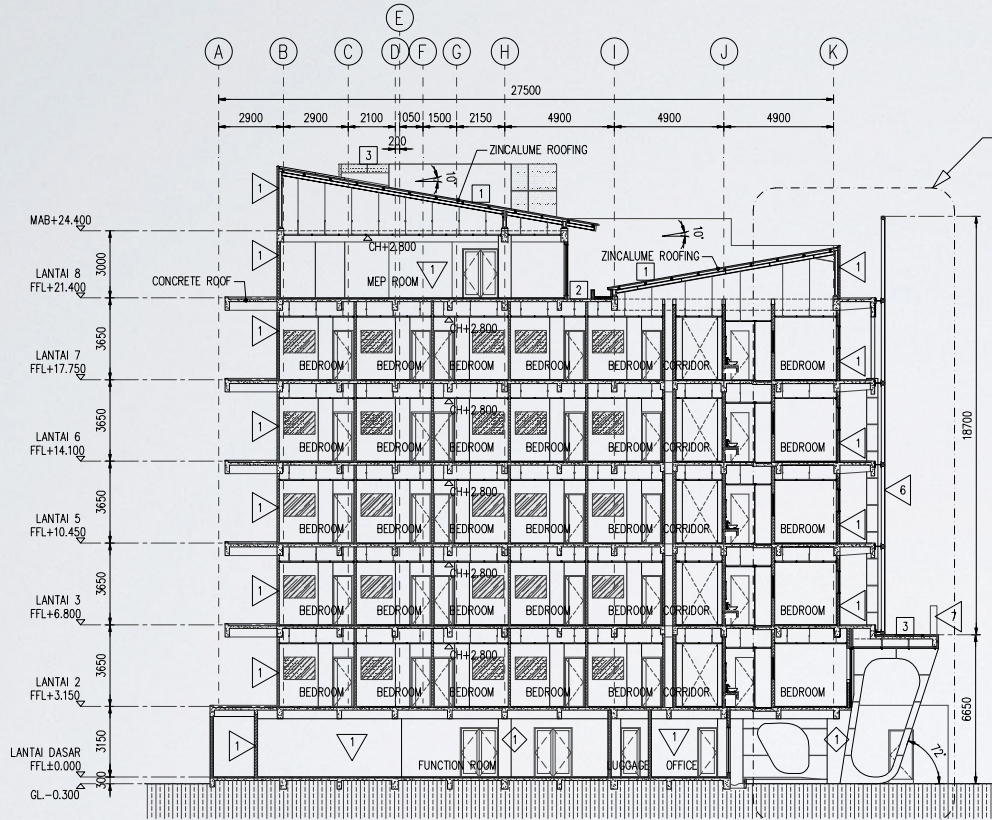 E
A B C D F G H I J K
27500
2900 2900 2100 1050 1500 2150 4900 4900 4900
200
3
ZINCALUME ROOFING
10°
1
1
MAB+24.400
10°
CH+2.800
ZINCALUME ROOFING
1
3000
1
1
1
LANTAI 8
FFL+21.400
CONCRETE ROOF
MEP ROOM
2
3650
1
CH+2.800
1
LANTAI 7
FFL+17.750
BEDROOM BEDROOM BEDROOM BEDROOM BEDROOM CORRIDOR BEDROOM
3650
1
CH+2.800
18700
1
LANTAI 6
FFL+14.100
BEDROOM BEDROOM BEDROOM BEDROOM BEDROOM CORRIDOR BEDROOM
3650
1
CH+2.800
6
1
LANTAI 5
FFL+10.450
BEDROOM BEDROOM BEDROOM BEDROOM BEDROOM CORRIDOR BEDROOM
3650
1
CH+2.800
1
7
LANTAI 3
FFL+6.800
BEDROOM BEDROOM BEDROOM BEDROOM BEDROOM CORRIDOR BEDROOM
3
3650
1
CH+2.800
LANTAI 2
FFL+3.150
BEDROOM BEDROOM BEDROOM BEDROOM BEDROOM CORRIDOR BEDROOM
6650
3150
1
1
1
1
1
72°
LANTAI DASAR
FFL±0.000
FUNCTION ROOM LUGGAGE OFFICE
300
GL.-0.300